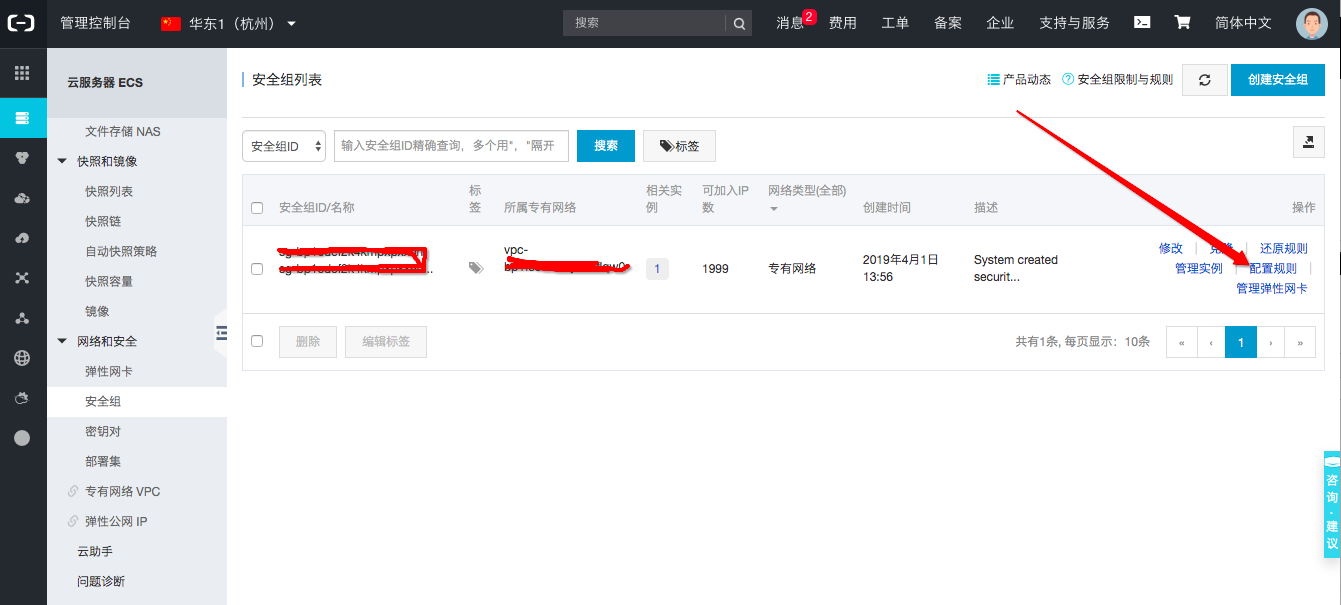 管理控制台
华东1（杭州）
搜索
消息 2
费用
工单
备案
企业
支持与服务
简体中文
云服务器 ECS
文件存储 NAS
快照和镜像
快照列表
快照链
自动快照策略
快照容量
镜像
网络和安全
弹性网卡
安全组
密钥对
部署集
专有网络 VPC
弹性公网 IP
云助手
问题诊断
安全组列表
产品动态
安全组限制与规则
创建安全组
安全组ID
输入安全组ID精确查询，多个用"，"隔开
搜索
标签
安全组ID/名称
标签
所属专有网络
相关实例
可加入IP数
网络类型(全部)
创建时间
描述
操作
vpc-
1
1999
专有网络
2019年4月1日
13:56
System created
securit...
修改
还原规则
管理实例
配置规则
管理弹性网卡
删除
编辑标签
共有1条, 每页显示：10条
«
‹
1
›
»
咨询·建议